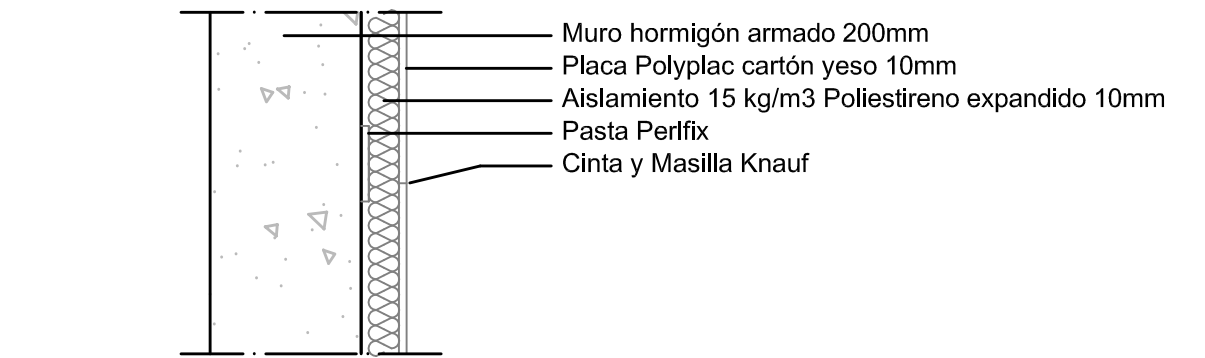 Muro hormigón armado 200mm
Placa Polyplac cartón yeso 10mm
Aislamiento 15 kg/m3 Poliestireno expandido 10mm
Pasta Perlfix
Cinta y Masilla Knauf